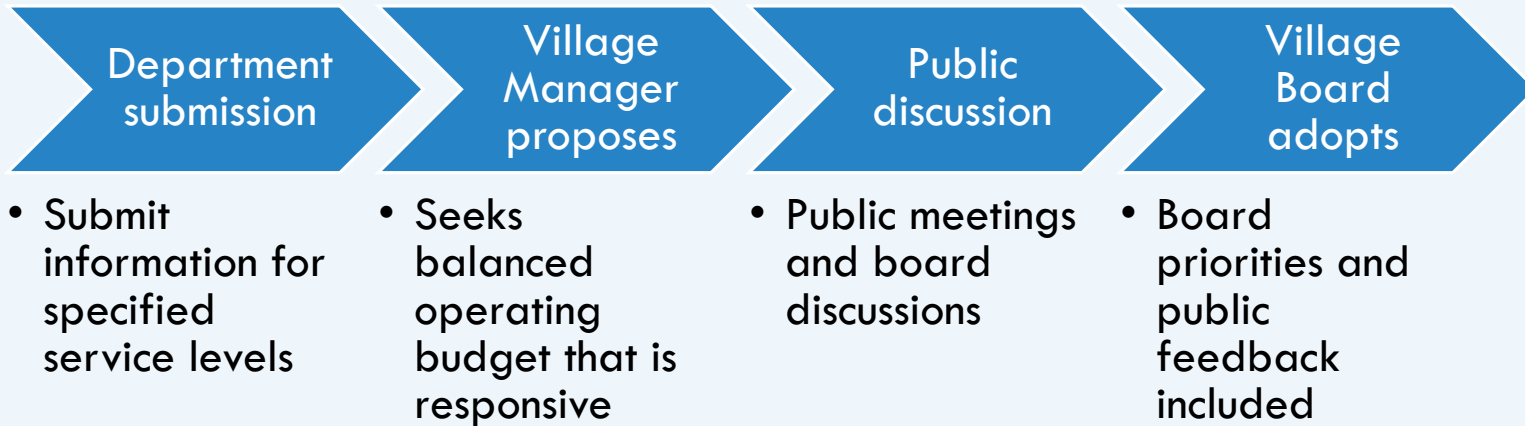 Department
submission
• Submit
information for
specified
service levels
Village
Manager
proposes
• Seeks
balanced
operating
budget that is
responsive
Public
discussion
• Public meetings
and board
discussions
Village
Board
adopts
• Board
priorities and
public
feedback
included